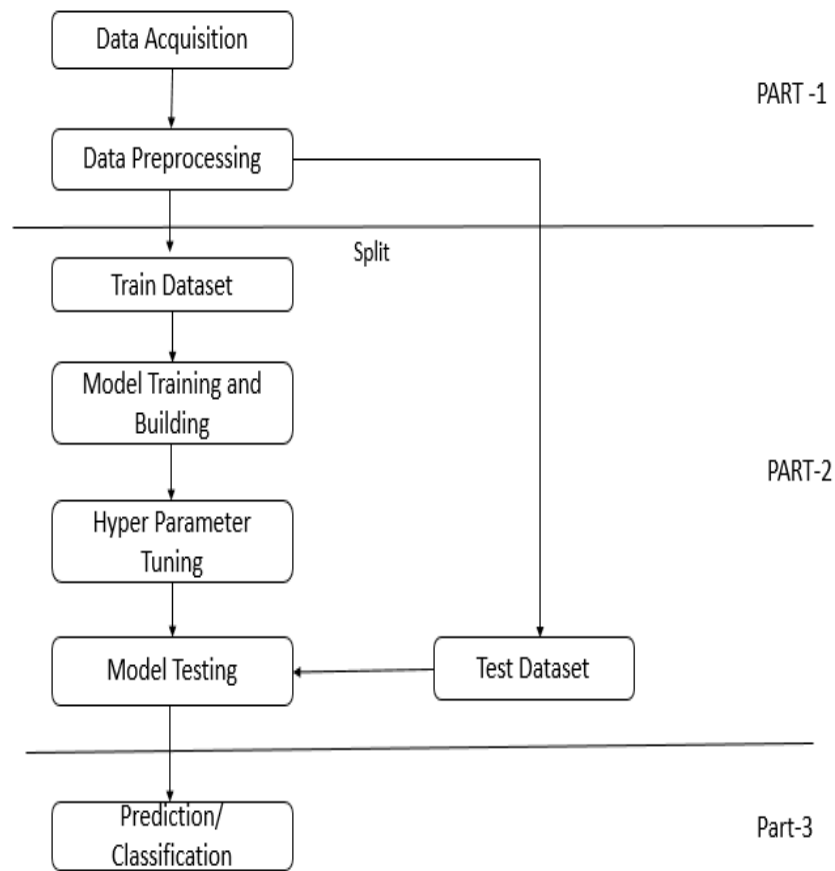 Data Acquisition
PART -1
Data Preprocessing
Split
Train Dataset
Model Training and
Building
PART-2
Hyper Parameter
Tuning
Model Testing
Test Dataset
Prediction/
Classification
Part-3